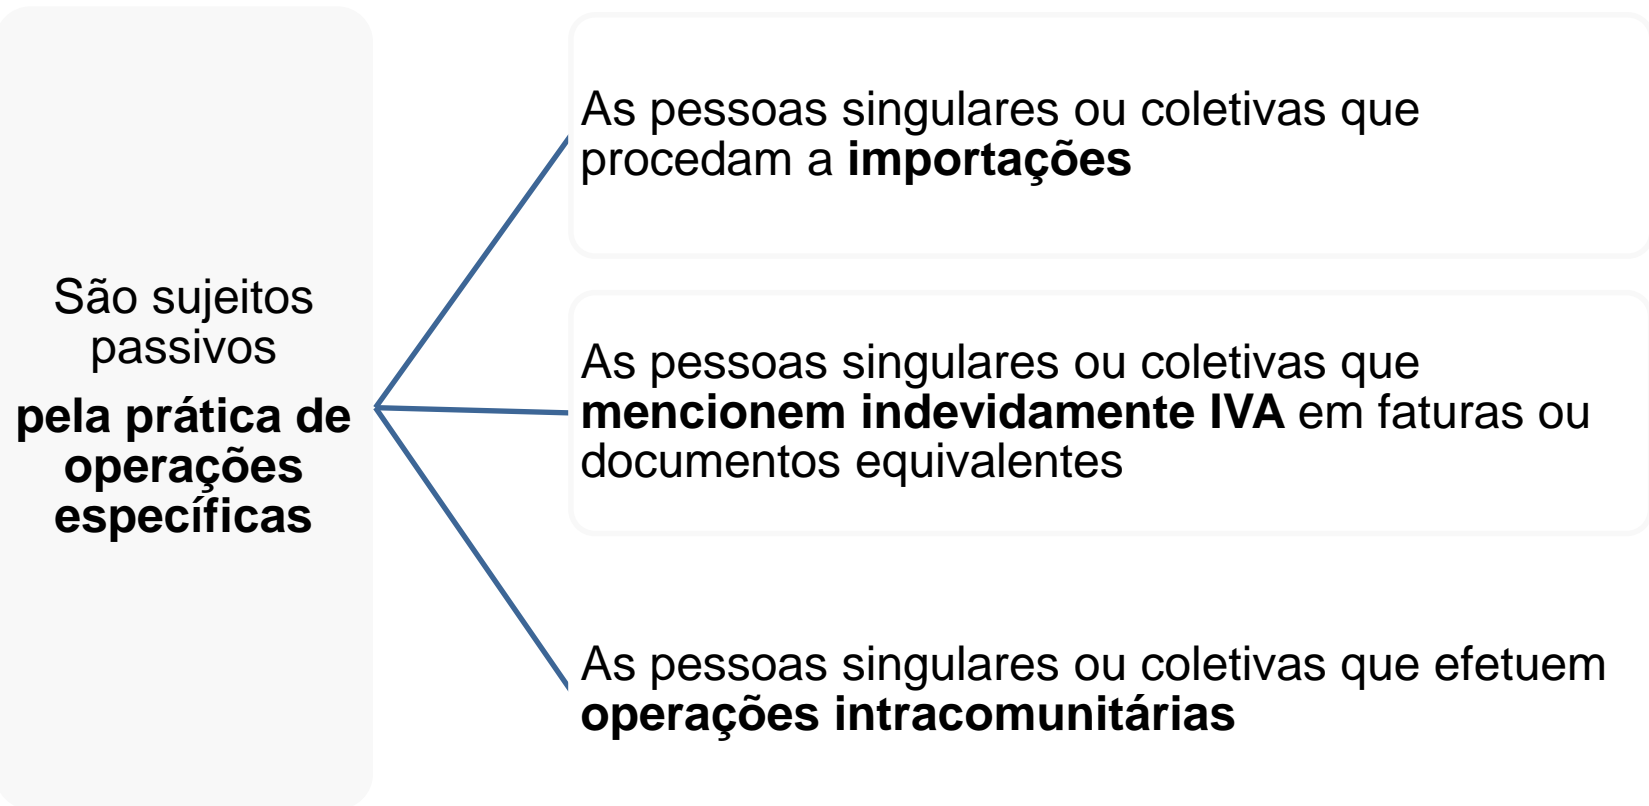 São sujeitos
passivos
pela prática de
operações
específicas
As pessoas singulares ou coletivas que
procedam a importações
As pessoas singulares ou coletivas que
mencionem indevidamente IVA em faturas ou
documentos equivalentes
As pessoas singulares ou coletivas que efetuem
operações intracomunitárias